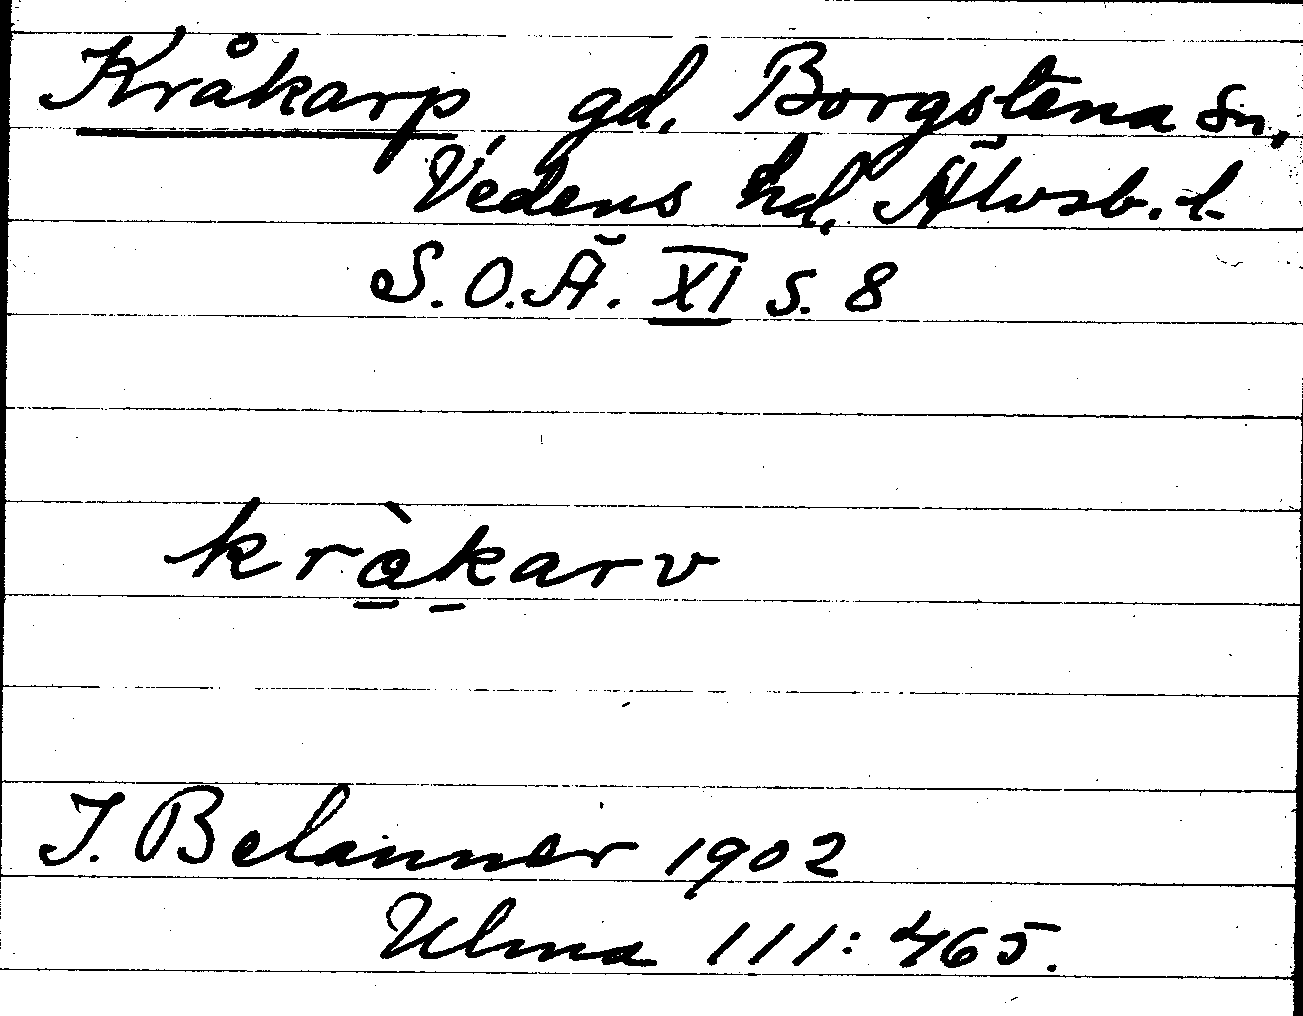 Kråkarp, gd. Borgstena sn,
Vedens hd. Älvsb. l.
S. O. Ä. XI s. 8
kràkarv
J. Belanner 1902
Ulma 111:465.